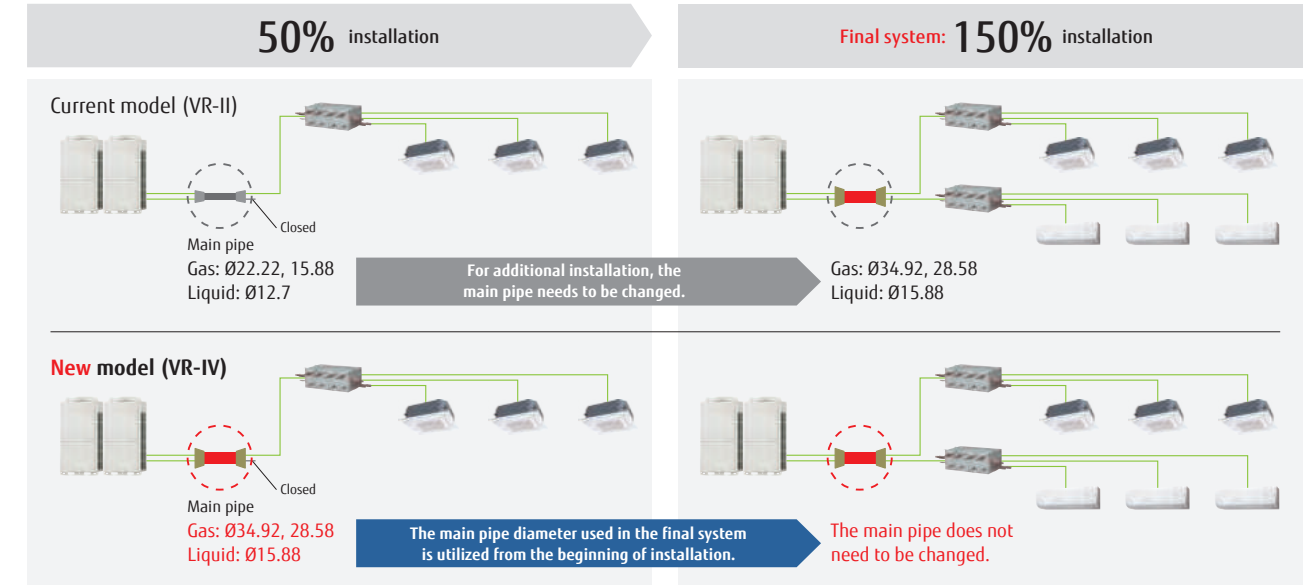 50% installation
Final system: 150% installation
Current model (VR-II)
Closed
Main pipe
Gas: Ø22.22, 15.88
Liquid: Ø12.7
For additional installation, the
main pipe needs to be changed.
Gas: Ø34.92, 28.58
Liquid: Ø15.88
New model (VR-IV)
Closed
Main pipe
Gas: Ø34.92, 28.58
Liquid: Ø15.88
The main pipe diameter used in the final system
is utilized from the beginning of installation.
The main pipe does not
need to be changed.